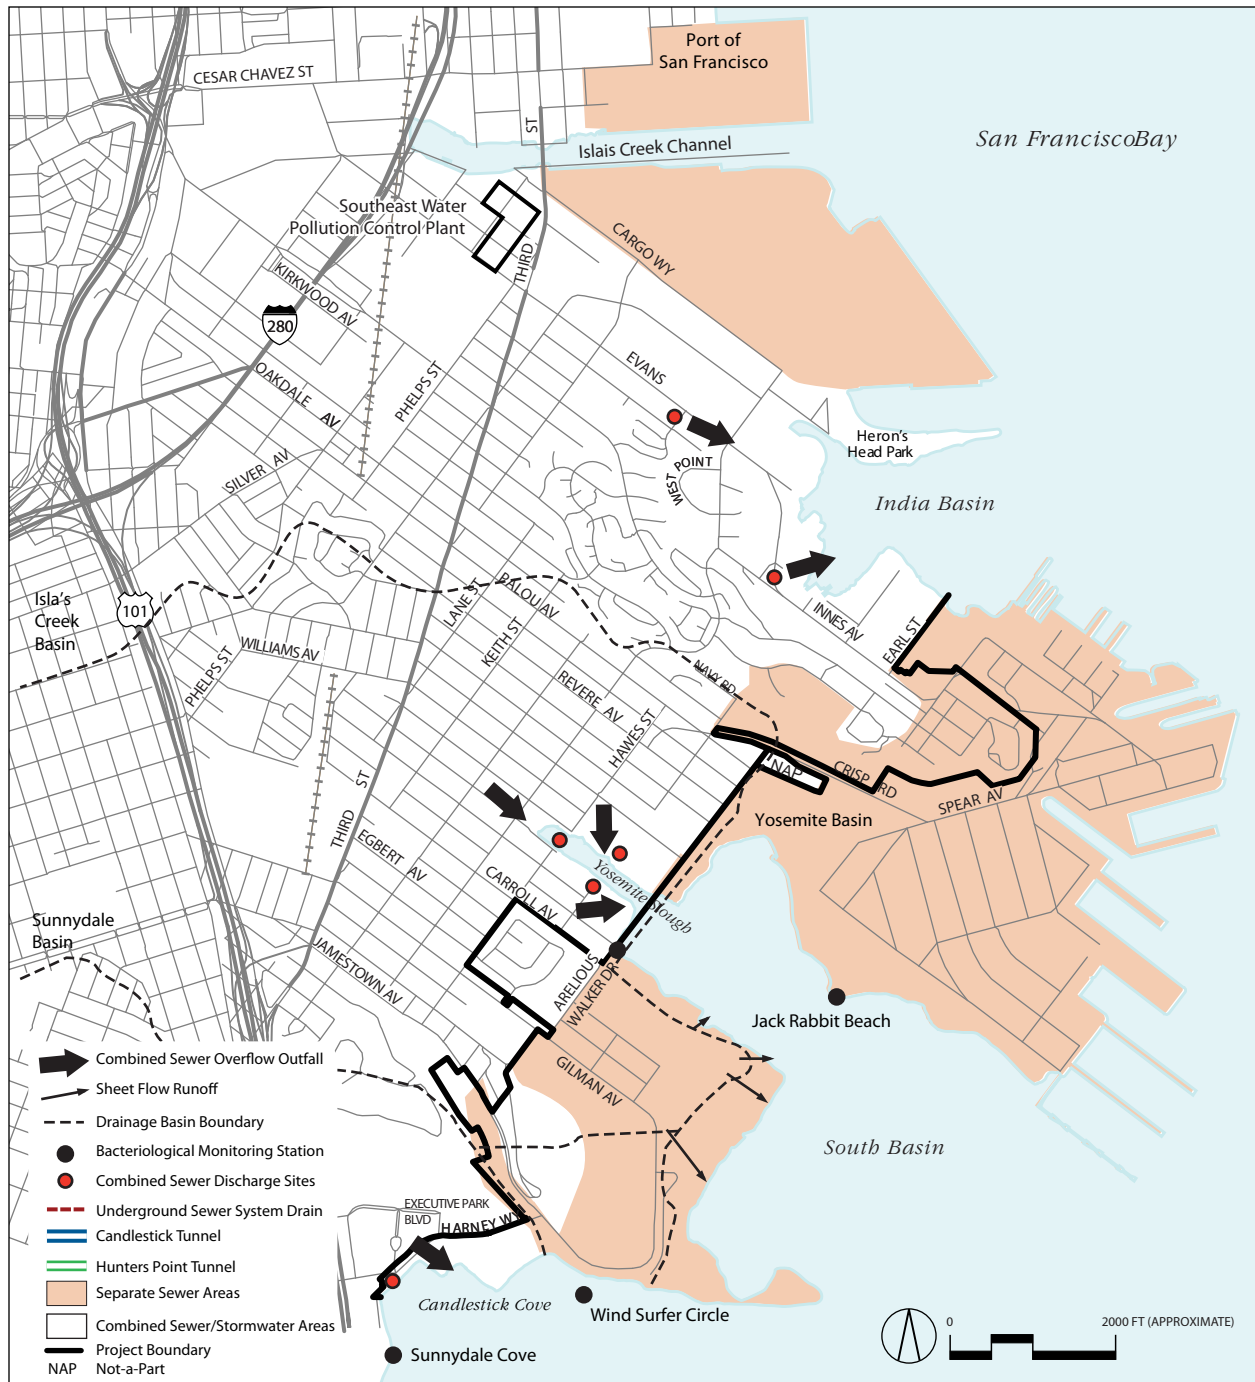 Port of
San Francisco
CESAR CHAVEZ ST
San FranciscoBay
ST
Islais Creek Channel
Southeast Water
Pollution Control Plant
THIRD
CARGO WY
KIRKWOOD AV
280
EVANS
OAKDALE AV
PHELPS ST
Heron's
Head Park
WEST POINT
SILVER AV
India Basin
Isla's
Creek
Basin
101
LANE ST
PALOU AV
KEITH ST
INNES AV
EARL ST
WILLIAMS AV
PHELPS ST
NAVY RD
REVERE AV
HAWES ST
NAP
CRISP RD
SPEAR AV
THIRD ST
Yosemite Basin
EGBERT AV
CARROLL AV
Yosemite Slough
Sunnydale
Basin
JAMESTOWN AV
ARELIOUS
WALKER DR
Jack Rabbit Beach
GILMAN AV
South Basin
Combined Sewer Overflow Outfall
Sheet Flow Runoff
Drainage Basin Boundary
Bacteriological Monitoring Station
Combined Sewer Discharge Sites
Underground Sewer System Drain
Candlestick Tunnel
Hunters Point Tunnel
Separate Sewer Areas
Combined Sewer/Stormwater Areas
Project Boundary
NAP Not-a-Part
EXECUTIVE PARK
BLVD
HARNEY WY
Candlestick Cove
Wind Surfer Circle
Sunnydale Cove
0 2000 FT (APPROXIMATE)